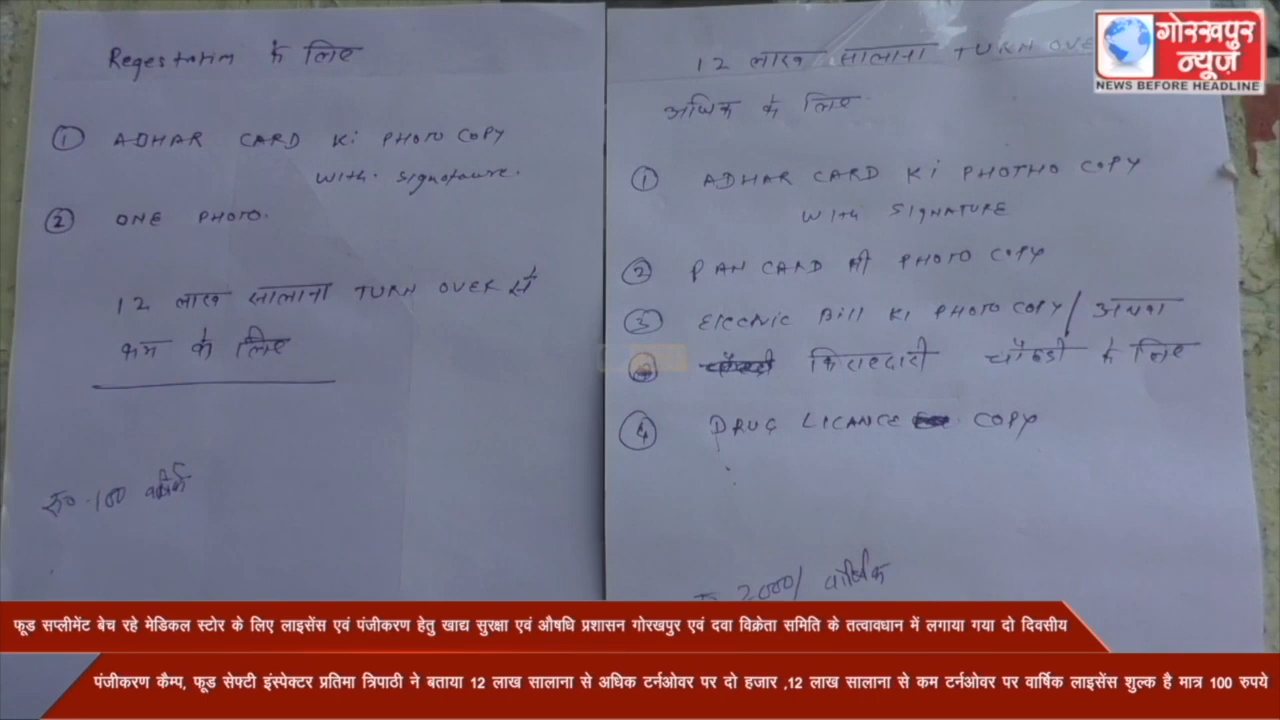 Regestation के लिए
① ADHAR CARD Ki PHOTO COPY
With. Signataure.
② ONE PHOTO.
12 लाख सालाना TURN OVER से
कम के लिए
रु० -100 वार्षिक
12 लाख सालाना TURN OVE
अधिक के लिए.
① ADHAR CARD Ki PHOTHO COPY
With SIGNATURE
② PAN CARD की PHOTO COPY
③ Elecric Bill Ki PHOTO COPY/ अथवा
किरायेदारी चौहद्दी के लिए
④ DRUG LICANCE COPY
2000/ वार्षिक
गोरखपुर
न्यूज़
NEWS BEFORE HEADLINE
फूड सप्लीमेंट बेच रहे मेडिकल स्टोर के लिए लाइसेंस एवं पंजीकरण हेतु खाद्य सुरक्षा एवं औषधि प्रशासन गोरखपुर एवं दवा विक्रेता समिति के तत्वावधान में लगाया गया दो दिवसीय
पंजीकरण कैम्प, फूड सेफ्टी इंस्पेक्टर प्रतिमा त्रिपाठी ने बताया 12 लाख सालाना से अधिक टर्नओवर पर दो हजार ,12 लाख सालाना से कम टर्नओवर पर वार्षिक लाइसेंस शुल्क है मात्र 100 रुपये